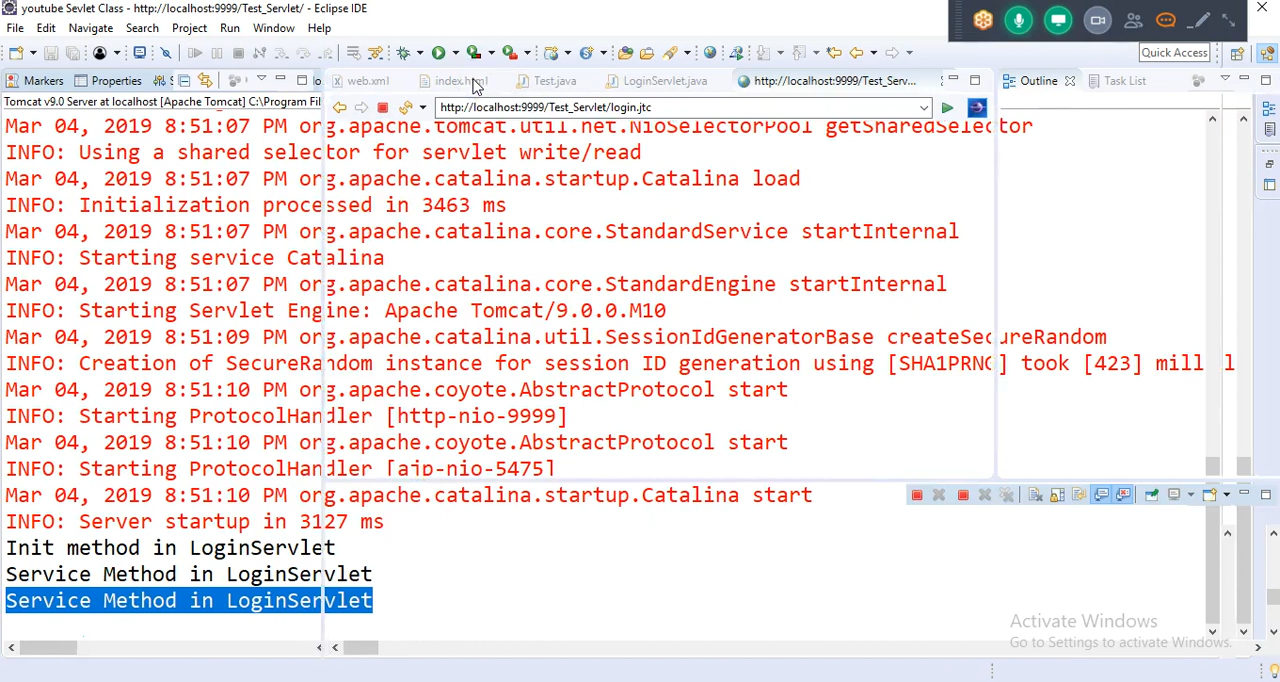 youtube Sevlet Class - http://localhost:9999/Test_Servlet/ - Eclipse IDE
File Edit Navigate Search Project Run Window Help
Quick Access
Markers Properties web.xml index.html Test.java LoginServlet.java http://localhost:9999/Test_Serv... Outline Task List
Tomcat v9.0 Server at localhost [Apache Tomcat] C:\Program Fil
http://localhost:9999/Test_Servlet/login.jtc
Mar 04, 2019 8:51:07 PM org.apache.tomcat.util.net.NioSelectorPool getSharedSelector
INFO: Using a shared selector for servlet write/read
Mar 04, 2019 8:51:07 PM org.apache.catalina.startup.Catalina load
INFO: Initialization processed in 3463 ms
Mar 04, 2019 8:51:07 PM org.apache.catalina.core.StandardService startInternal
INFO: Starting service Catalina
Mar 04, 2019 8:51:07 PM org.apache.catalina.core.StandardEngine startInternal
INFO: Starting Servlet Engine: Apache Tomcat/9.0.0.M10
Mar 04, 2019 8:51:09 PM org.apache.catalina.util.SessionIdGeneratorBase createSecureRandom
INFO: Creation of SecureRandom instance for session ID generation using [SHA1PRNG] took [423] mill
Mar 04, 2019 8:51:10 PM org.apache.coyote.AbstractProtocol start
INFO: Starting ProtocolHandler [http-nio-9999]
Mar 04, 2019 8:51:10 PM org.apache.coyote.AbstractProtocol start
INFO: Starting ProtocolHandler [ajp-nio-5475]
Mar 04, 2019 8:51:10 PM org.apache.catalina.startup.Catalina start
INFO: Server startup in 3127 ms
Init method in LoginServlet
Service Method in LoginServlet
Service Method in LoginServlet
Activate Windows
Go to Settings to activate Windows.